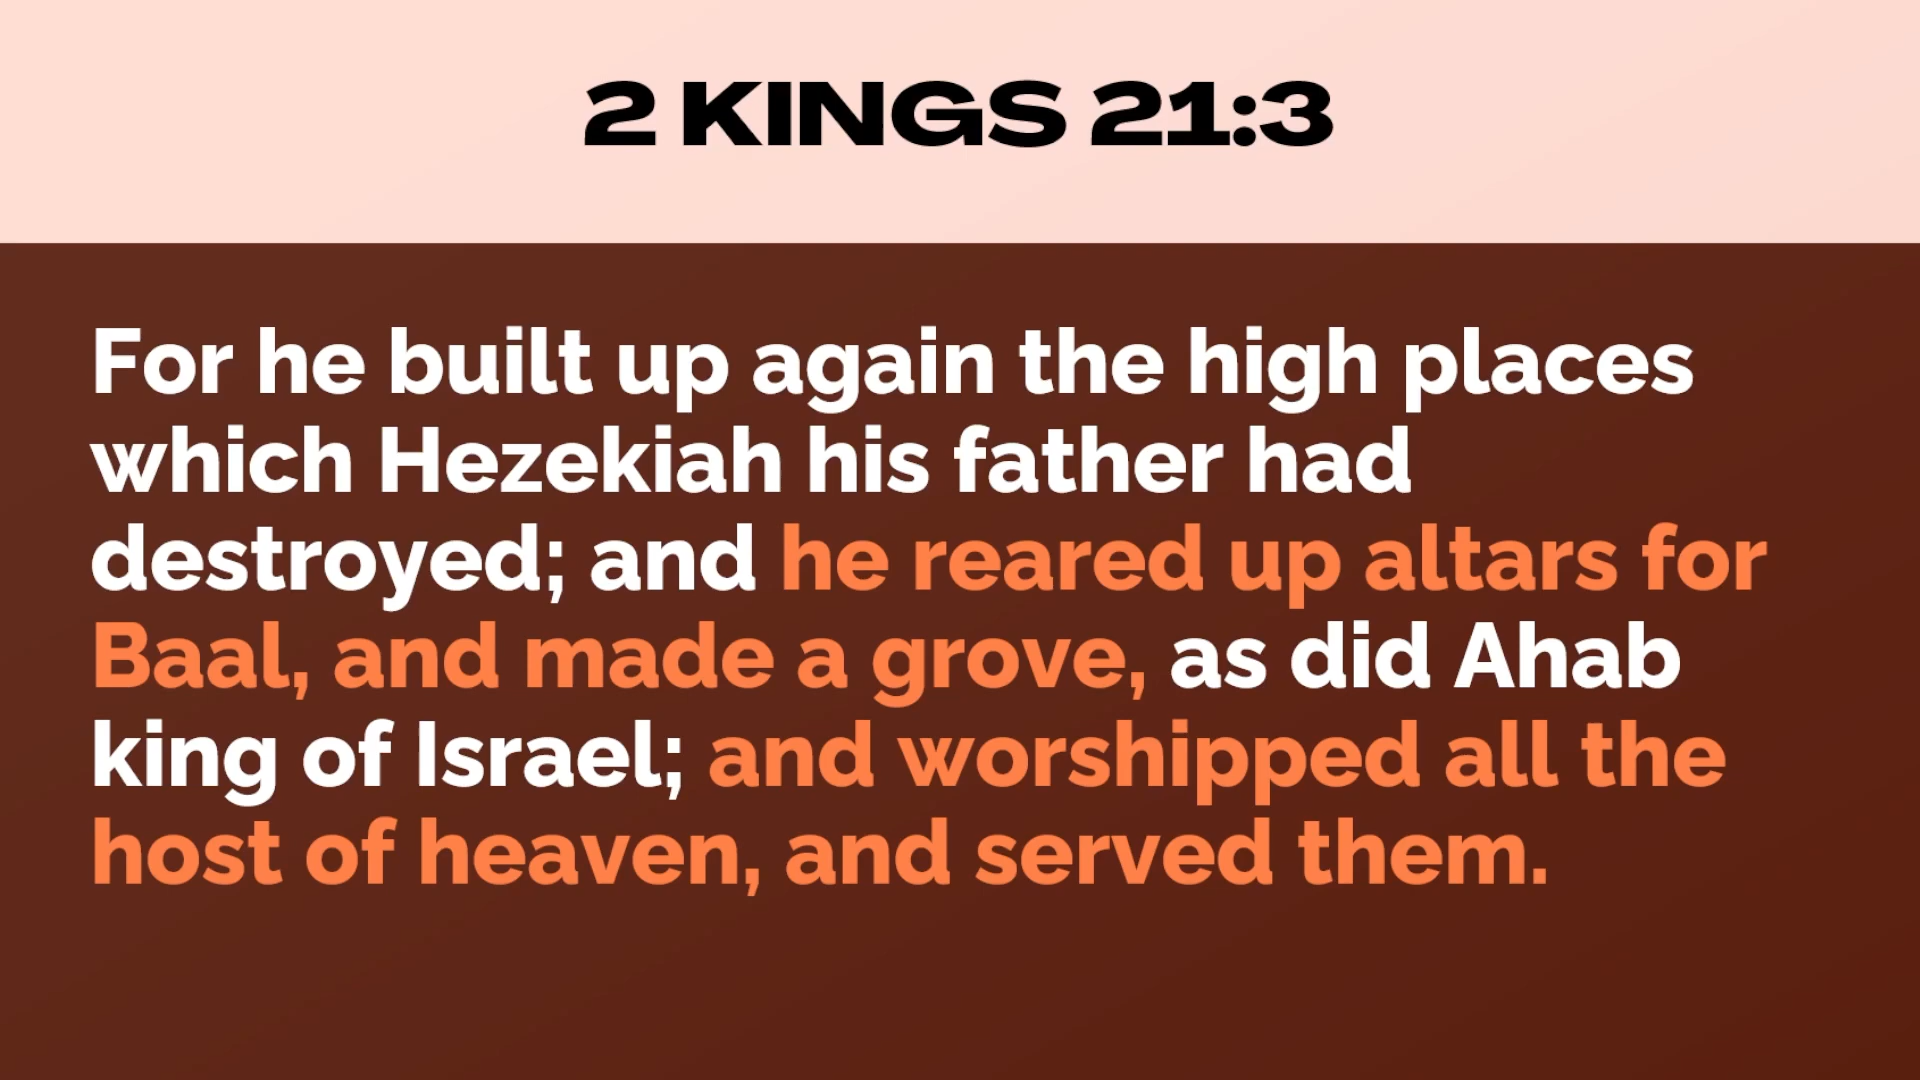 2 KINGS 21:3
For he built up again the high places
which Hezekiah his father had
destroyed; and he reared up altars for
Baal, and made a grove, as did Ahab
king of Israel; and worshipped all the
host of heaven, and served them.